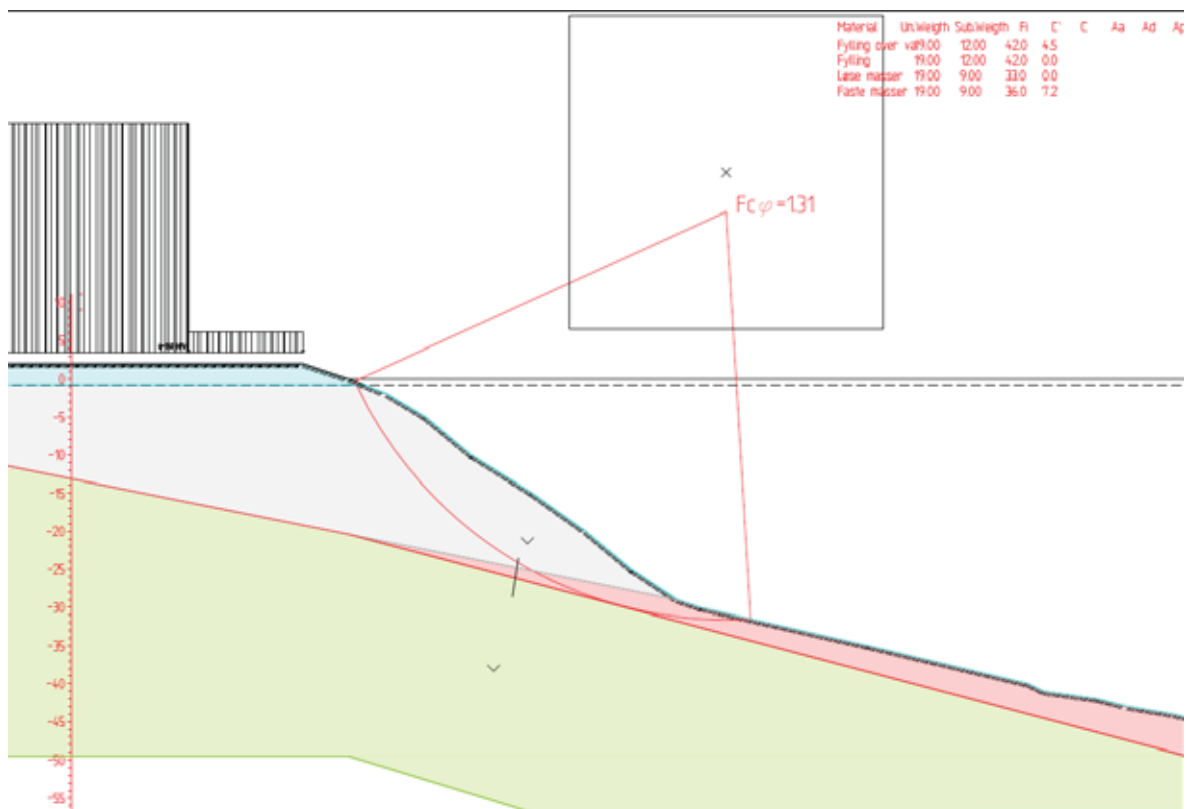 Material Un.Weigth Sub.Weigth Fi C' C Aa Ad Ap
Fylling over va 19.00 12.00 42.0 4.5
Fylling 19.00 12.00 42.0 0.0
Løse masser 19.00 9.00 33.0 0.0
Faste masser 19.00 9.00 36.0 7.2
Fcφ=1.31
10
5
0
-5
-10
-15
-20
-25
-30
-35
-40
-45
-50
-55